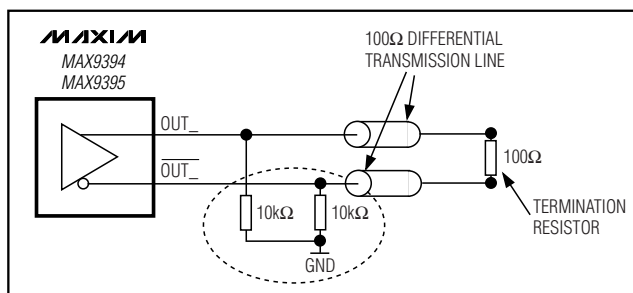 MAXIM
MAX9394
MAX9395
100Ω DIFFERENTIAL
TRANSMISSION LINE
OUT_
OUT_
100Ω
10kΩ
10kΩ
TERMINATION
RESISTOR
GND